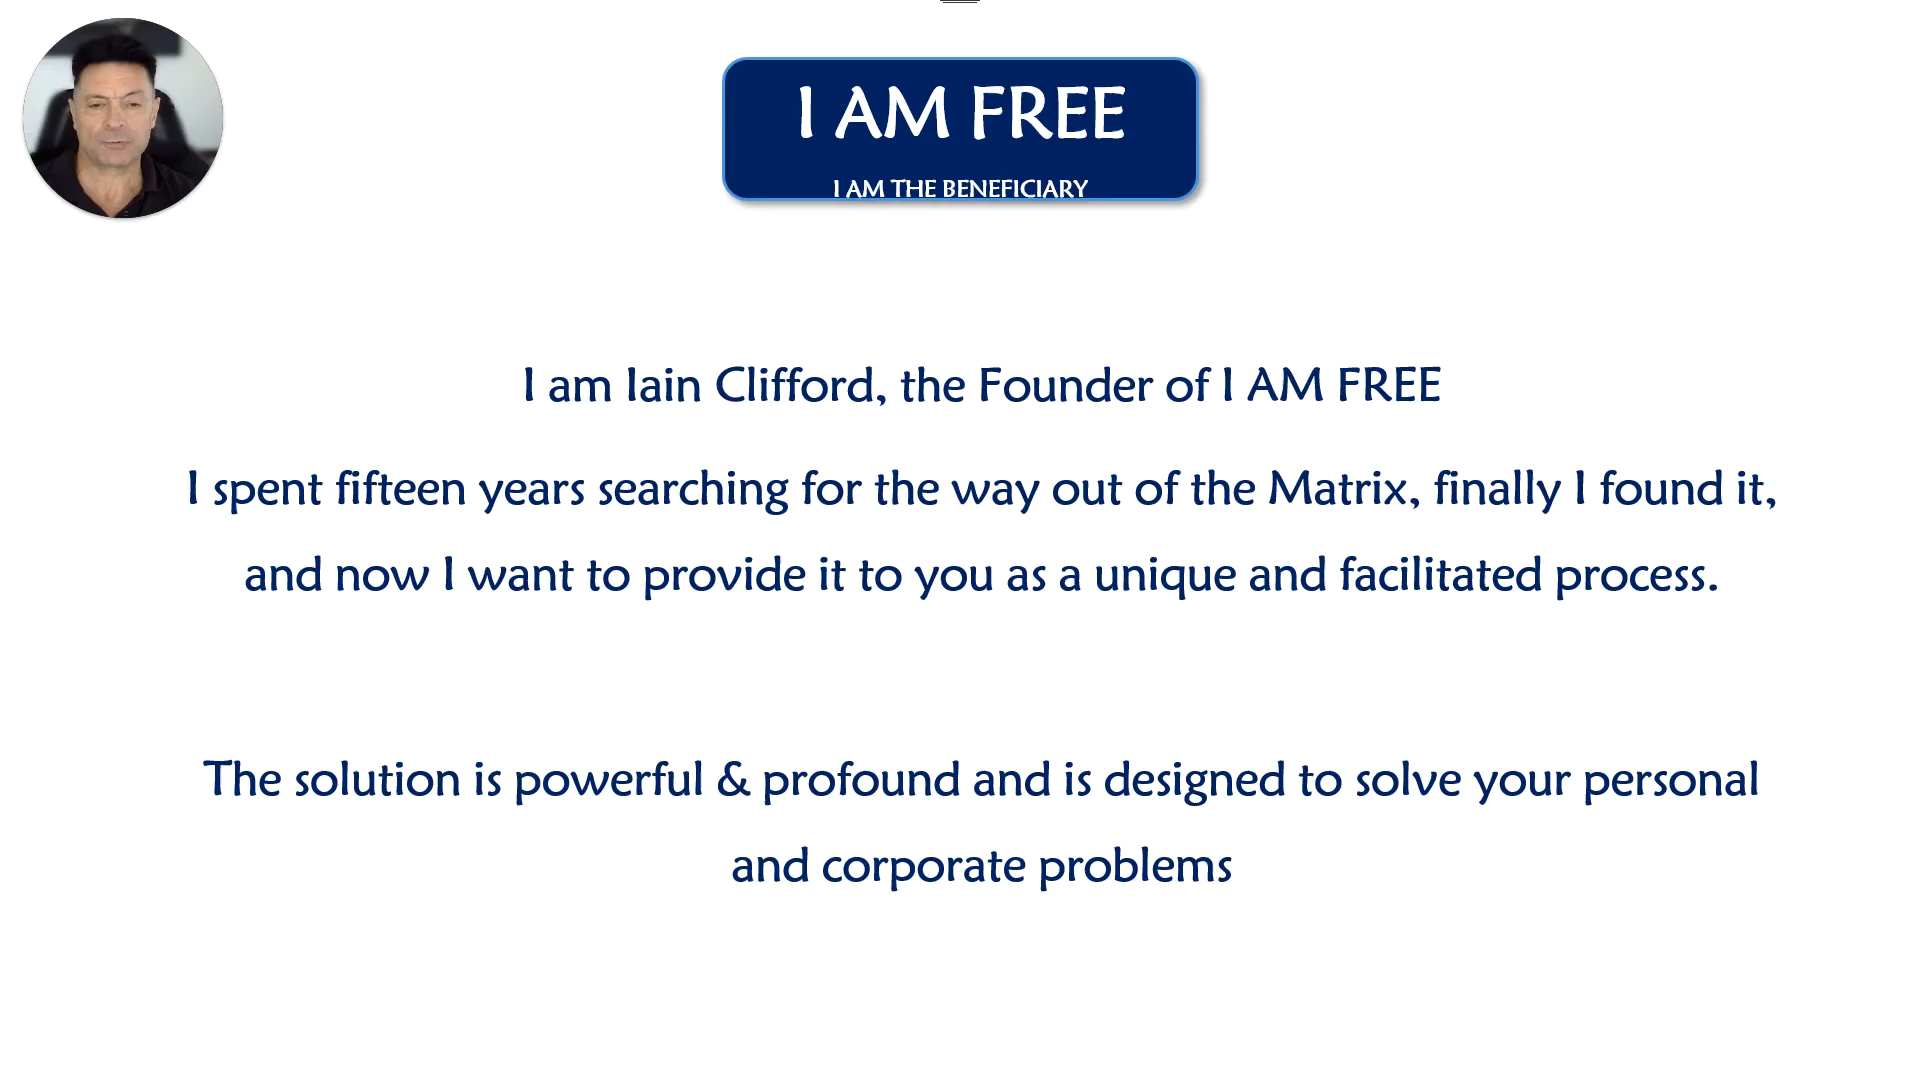 I AM FREE
I AM THE BENEFICIARY
I am Iain Clifford, the Founder of I AM FREE
I spent fifteen years searching for the way out of the Matrix, finally I found it,
and now I want to provide it to you as a unique and facilitated process.
The solution is powerful & profound and is designed to solve your personal
and corporate problems